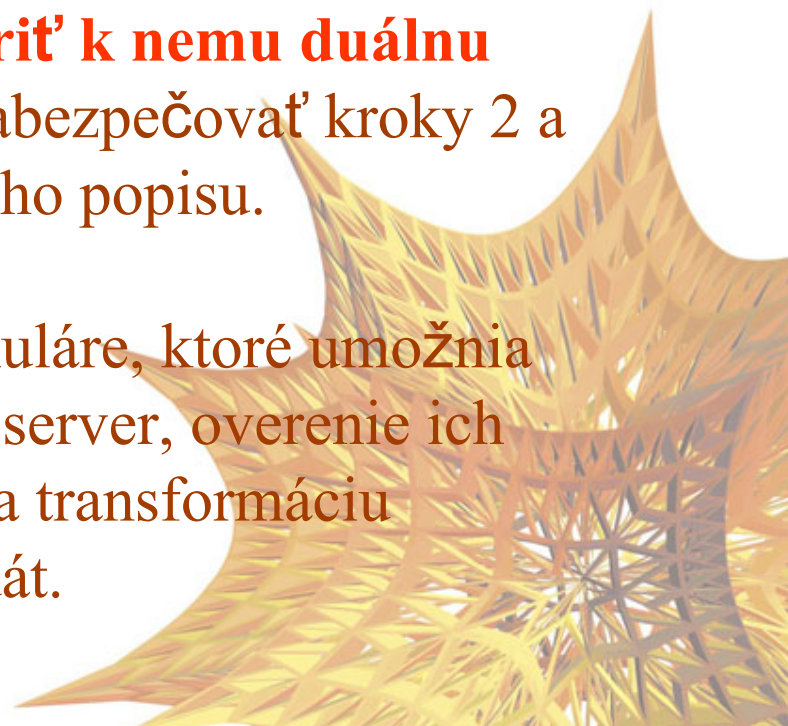 riť k nemu duálnu
abezpečovať kroky 2 a
ho popisu.
uláre, ktoré umožnia
server, overenie ich
a transformáciu
át.